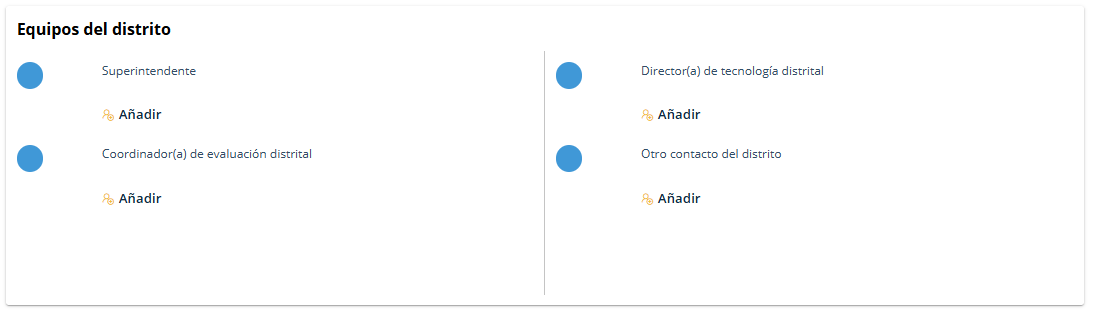 Equipos del distrito
Superintendente
Añadir
Coordinador(a) de evaluación distrital
Añadir
Director(a) de tecnología distrital
Añadir
Otro contacto del distrito
Añadir